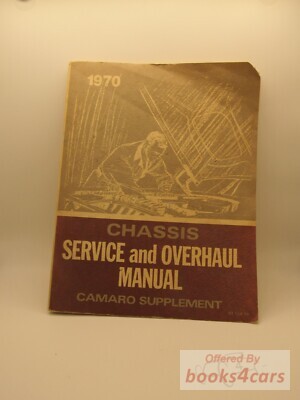 1970
CHASSIS
SERVICE and OVERHAUL
MANUAL
CAMARO SUPPLEMENT
Offered By
books4cars